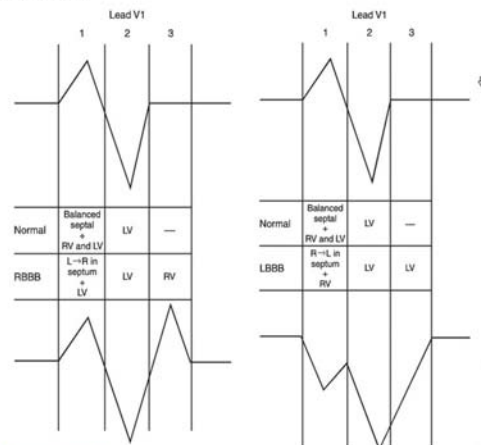 Lead V1
1 2 3
Normal
Balanced
septal
+
RV and LV
LV
—
RBBB
L→R in
septum
+
LV
LV
RV
Lead V1
1 2 3
Normal
Balanced
septal
+
RV and LV
LV
—
LBBB
R→L in
septum
+
RV
LV
LV